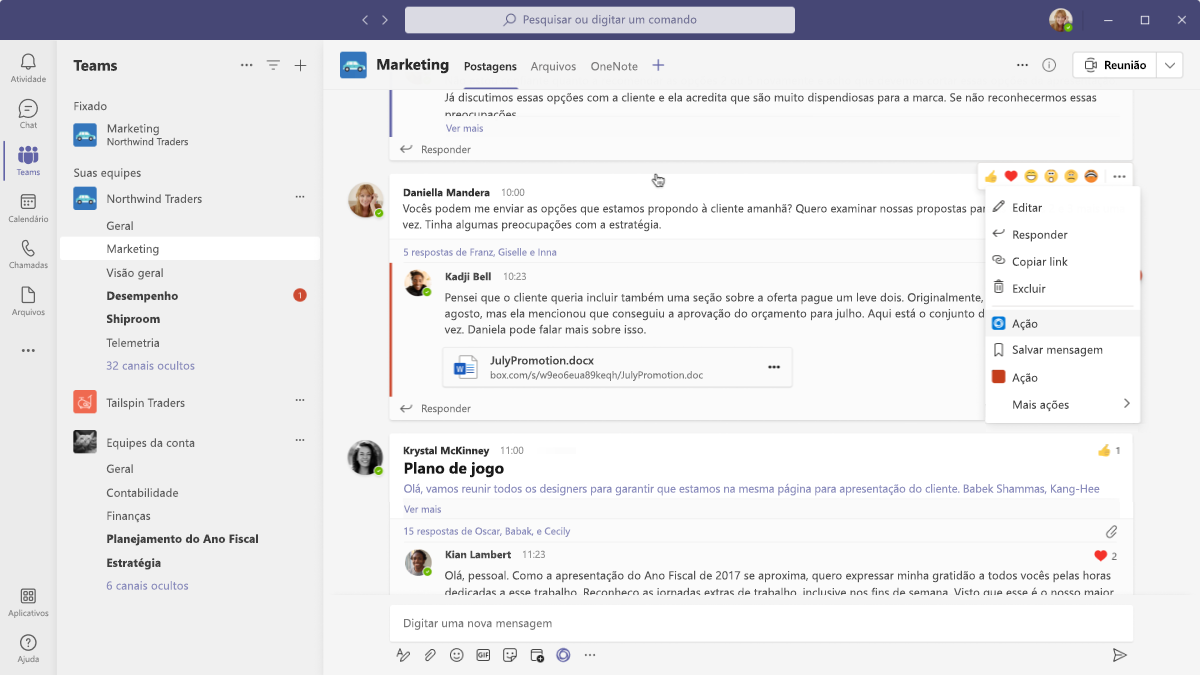 Pesquisar ou digitar um comando
Atividade
Chat
Teams
Calendário
Chamadas
Arquivos
Aplicativos
Ajuda
Teams
Fixado
Marketing
Northwind Traders
Suas equipes
Northwind Traders
Geral
Marketing
Visão geral
Desempenho
1
Shiproom
Telemetria
32 canais ocultos
Tailspin Traders
Equipes da conta
Geral
Contabilidade
Finanças
Planejamento do Ano Fiscal
Estratégia
6 canais ocultos
Marketing
Postagens
Arquivos
OneNote
Reunião
Já discutimos essas opções com a cliente e ela acredita que são muito dispendiosas para a marca. Se não reconhecermos essas
preocupações
Ver mais
Responder
Daniella Mandera 10:00
Vocês podem me enviar as opções que estamos propondo à cliente amanhã? Quero examinar nossas propostas
vez. Tinha algumas preocupações com a estratégia.
5 respostas de Franz, Giselle e Inna
Kadji Bell 10:23
Pensei que o cliente queria incluir também uma seção sobre a oferta pague um leve dois. Originalmente,
agosto, mas ela mencionou que conseguiu a aprovação do orçamento para julho. Aqui está o conjunto
vez. Daniela pode falar mais sobre isso.
JulyPromotion.docx
box.com/s/w9eo6eua89keqh/JulyPromotion.doc
Responder
Editar
Responder
Copiar link
Excluir
Ação
Salvar mensagem
Ação
Mais ações
Krystal McKinney 11:00
1
Plano de jogo
Olá, vamos reunir todos os designers para garantir que estamos na mesma página para apresentação do cliente. Babek Shammas, Kang-Hee
Ver mais
15 respostas de Oscar, Babak, e Cecily
Kian Lambert 11:23
2
Olá, pessoal. Como a apresentação do Ano Fiscal de 2017 se aproxima, quero expressar minha gratidão a todos vocês pelas horas
dedicadas a esse trabalho. Reconheço as jornadas extras de trabalho, inclusive nos fins de semana. Visto que esse é o nosso maior
Digitar uma nova mensagem
GIF